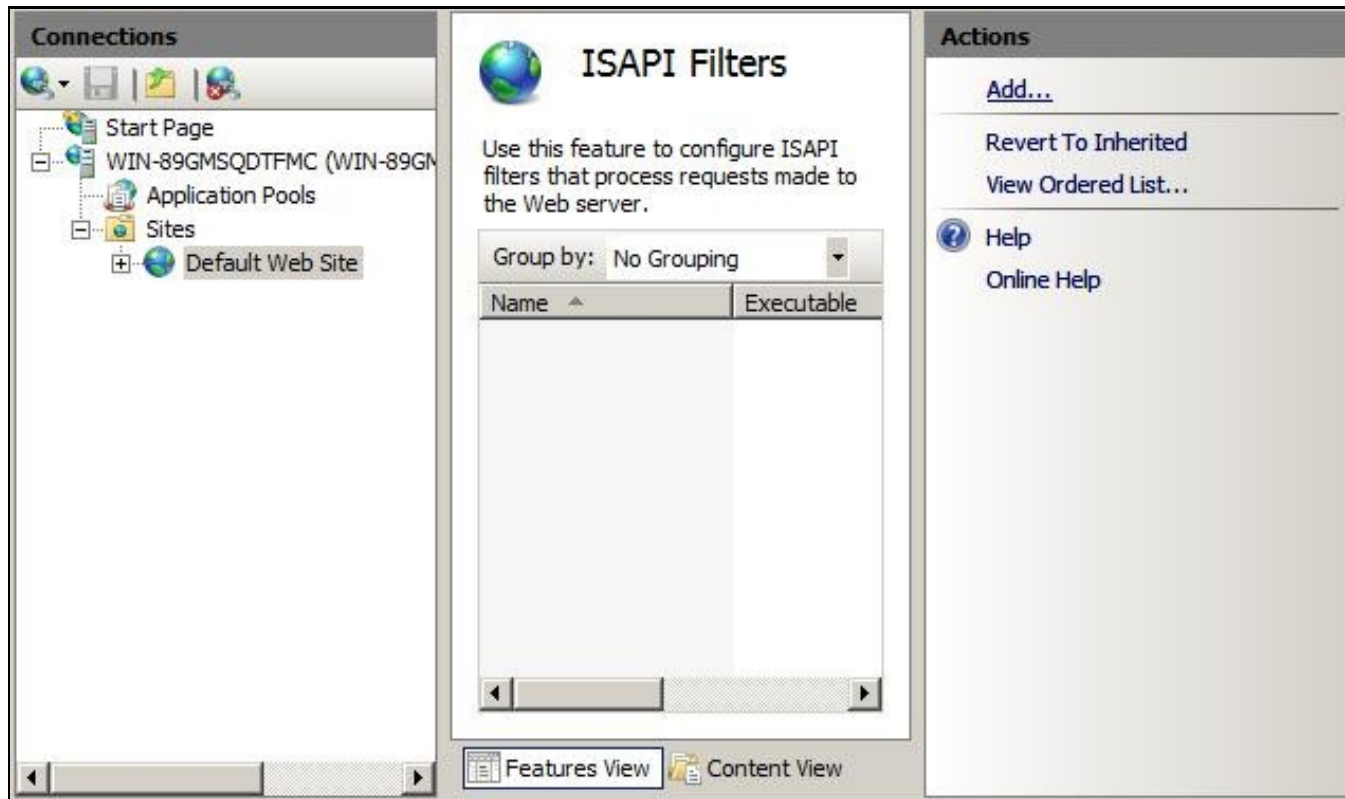 Connections
Start Page
WIN-89GMSQDTFMC (WIN-89GM
Application Pools
Sites
Default Web Site
ISAPI Filters
Use this feature to configure ISAPI
filters that process requests made to
the Web server.
Group by: No Grouping
Name Executable
Features View Content View
Actions
Add...
Revert To Inherited
View Ordered List...
Help
Online Help